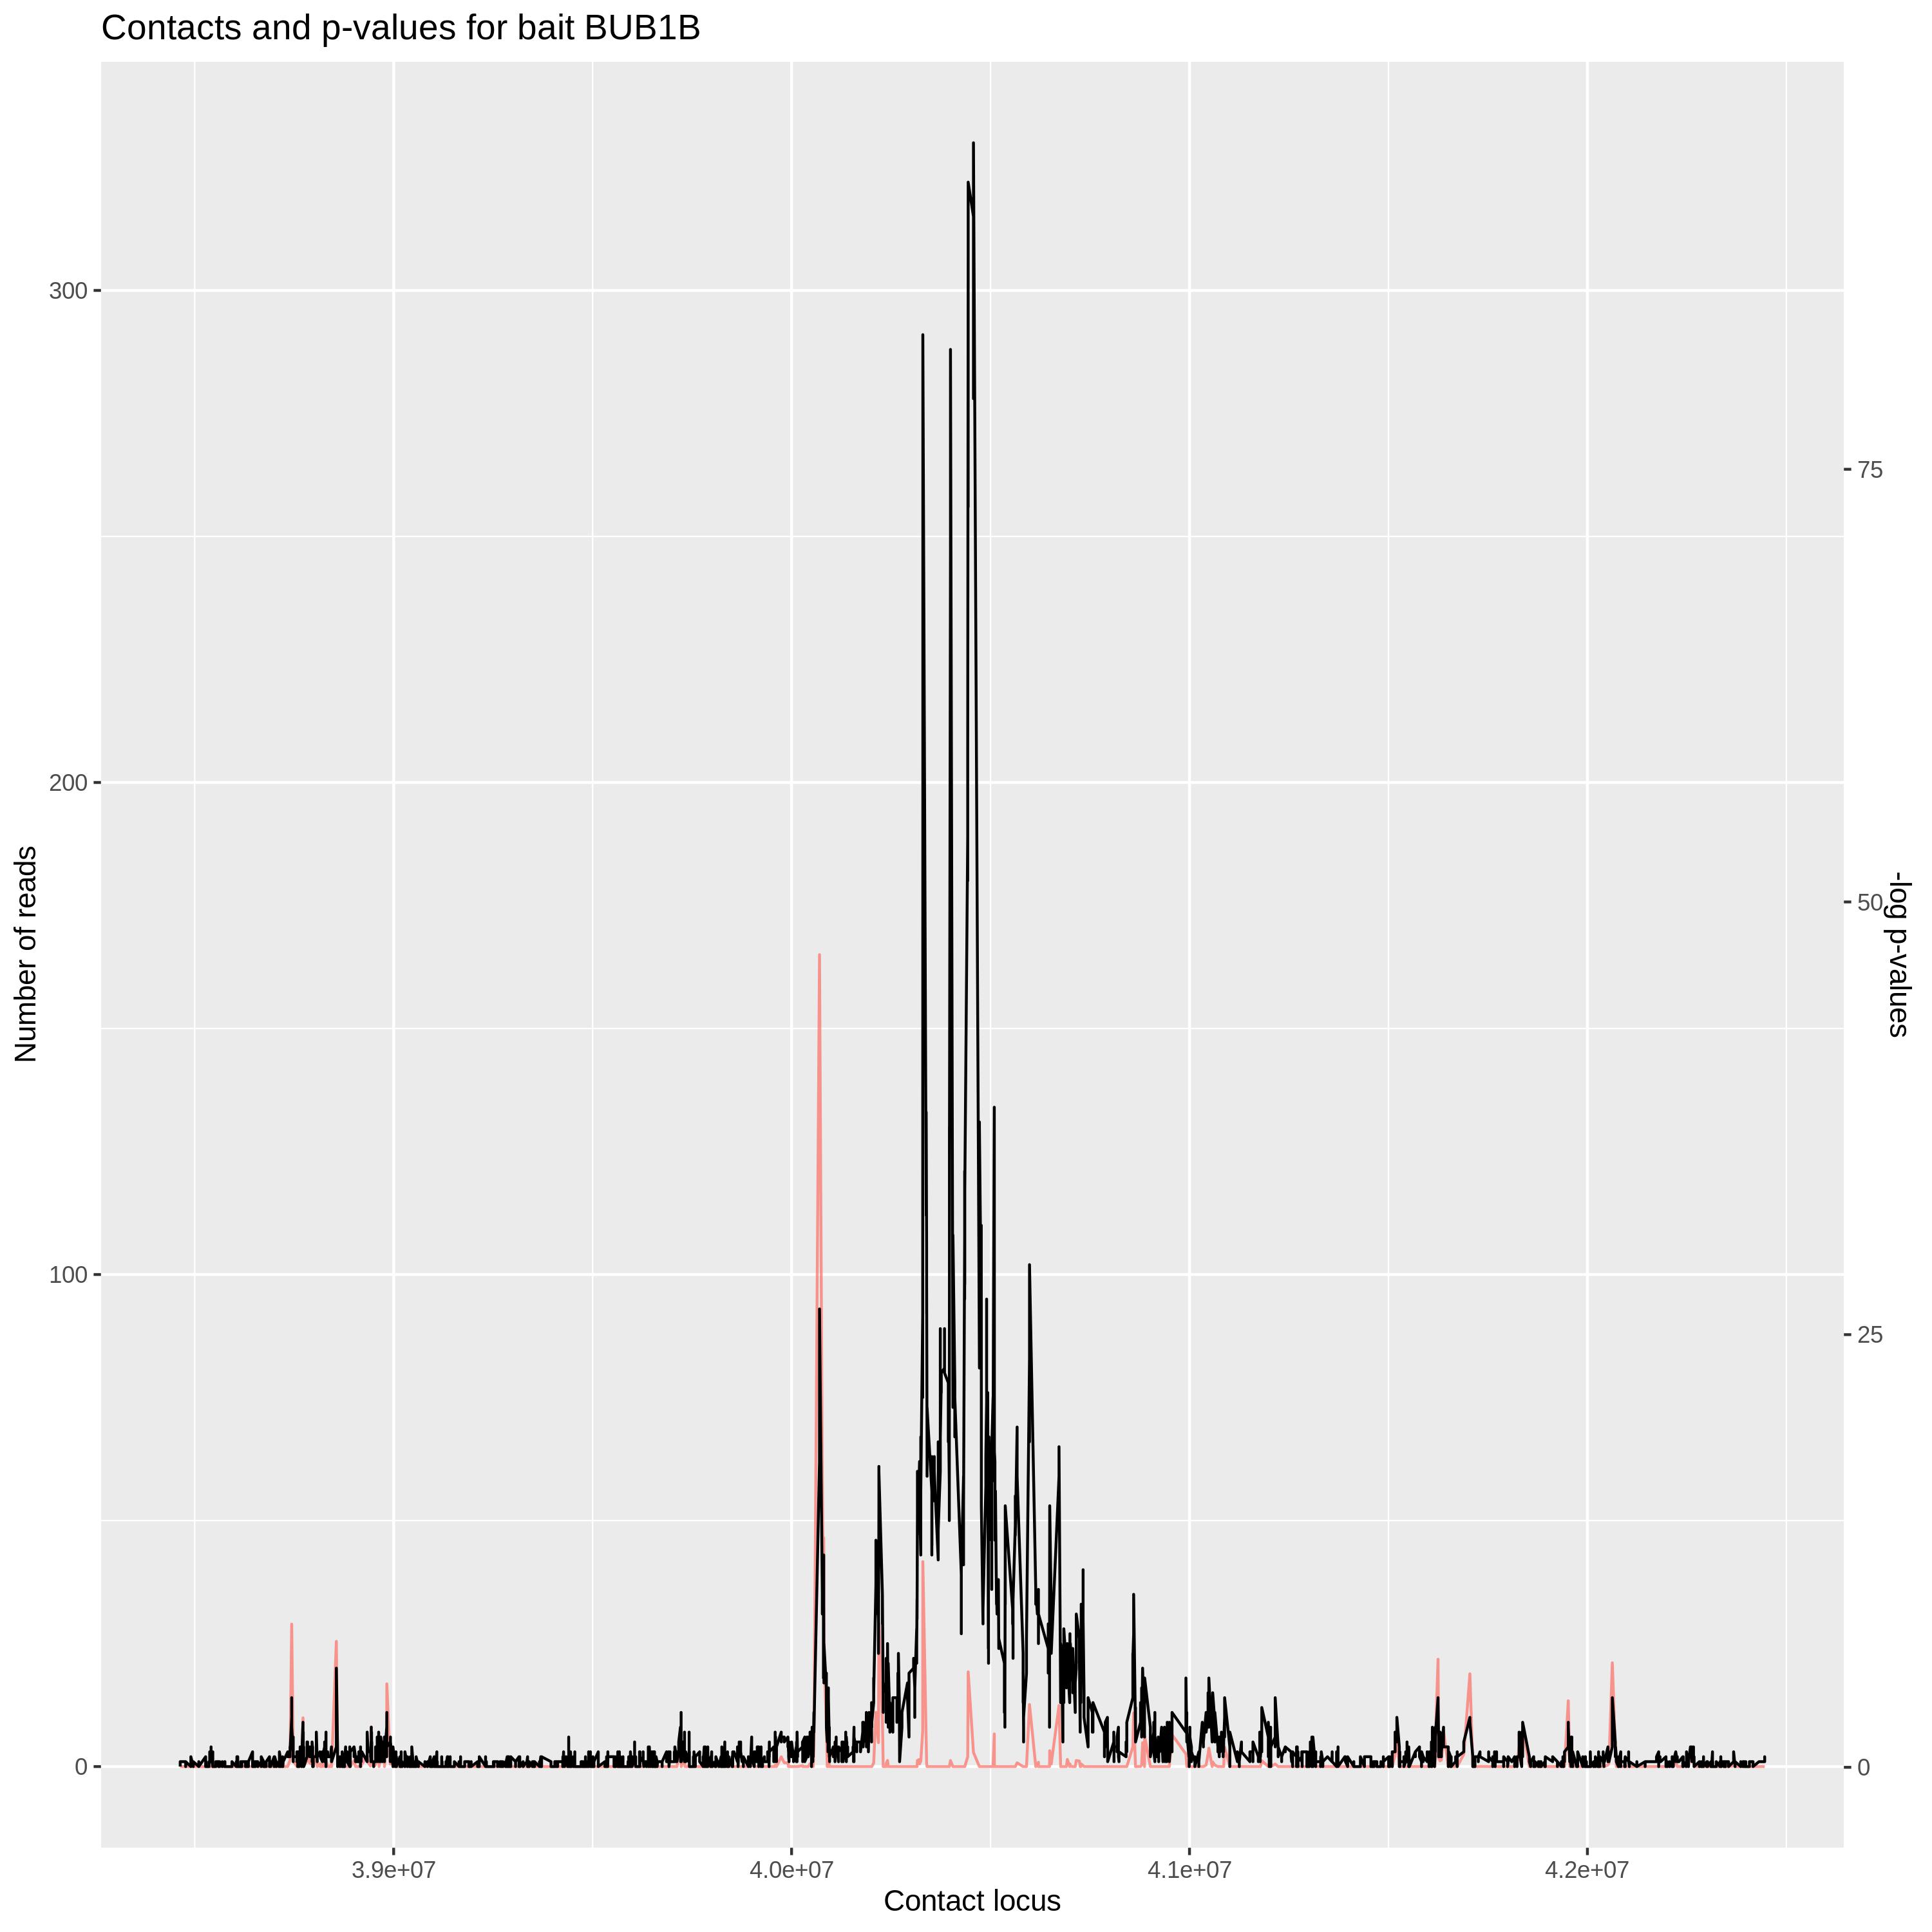 Contacts and p-values for bait BUB1B
300
200
100
0
Number of reads
75
50
25
0
-log p-values
3.9e+07
4.0e+07
4.1e+07
4.2e+07
Contact locus